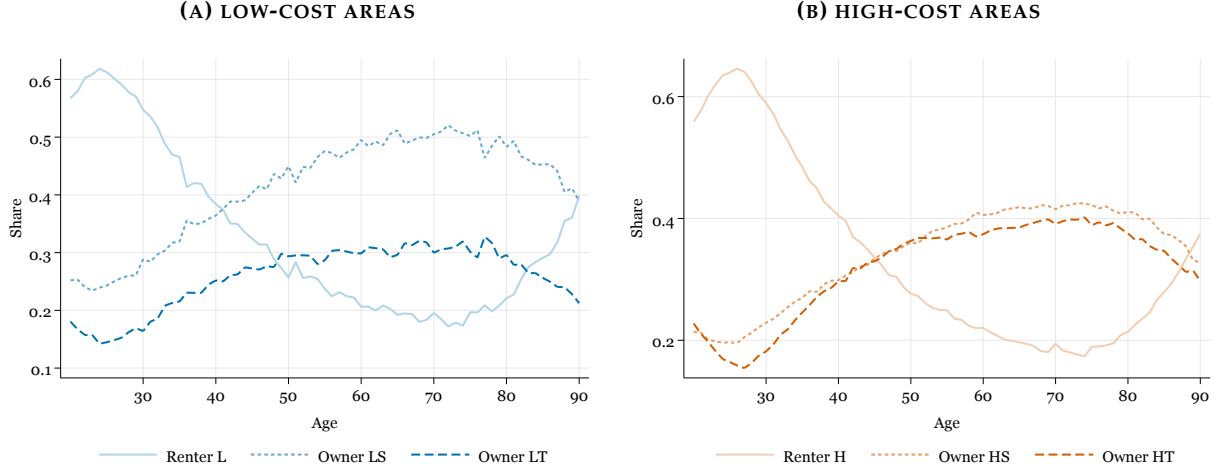 (A) LOW-COST AREAS
0.6
0.5
0.4
0.3
0.2
0.1
Share
30 40 50 60 70 80 90
Age
Renter L Owner LS Owner LT
(B) HIGH-COST AREAS
0.6
0.4
0.2
Share
30 40 50 60 70 80 90
Age
Renter H Owner HS Owner HT